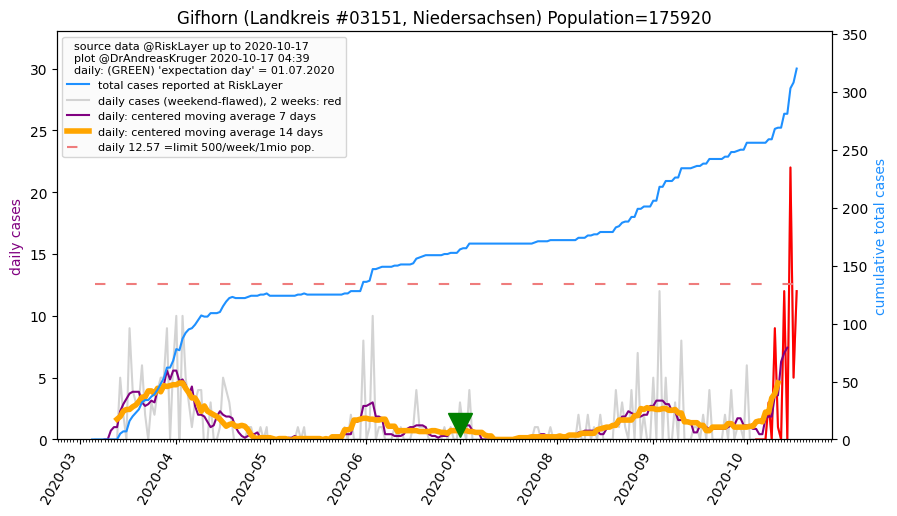 Gifhorn (Landkreis #03151, Niedersachsen) Population=175920
source data @RiskLayer up to 2020-10-17
plot @DrAndreasKruger 2020-10-17 04:39
daily: (GREEN) 'expectation day' = 01.07.2020
total cases reported at RiskLayer
daily cases (weekend-flawed), 2 weeks: red
daily: centered moving average 7 days
daily: centered moving average 14 days
daily 12.57 =limit 500/week/1mio pop.
daily cases
30
25
20
15
10
5
0
cumulative total cases
350
300
250
200
150
100
50
0
2020-03
2020-04
2020-05
2020-06
2020-07
2020-08
2020-09
2020-10